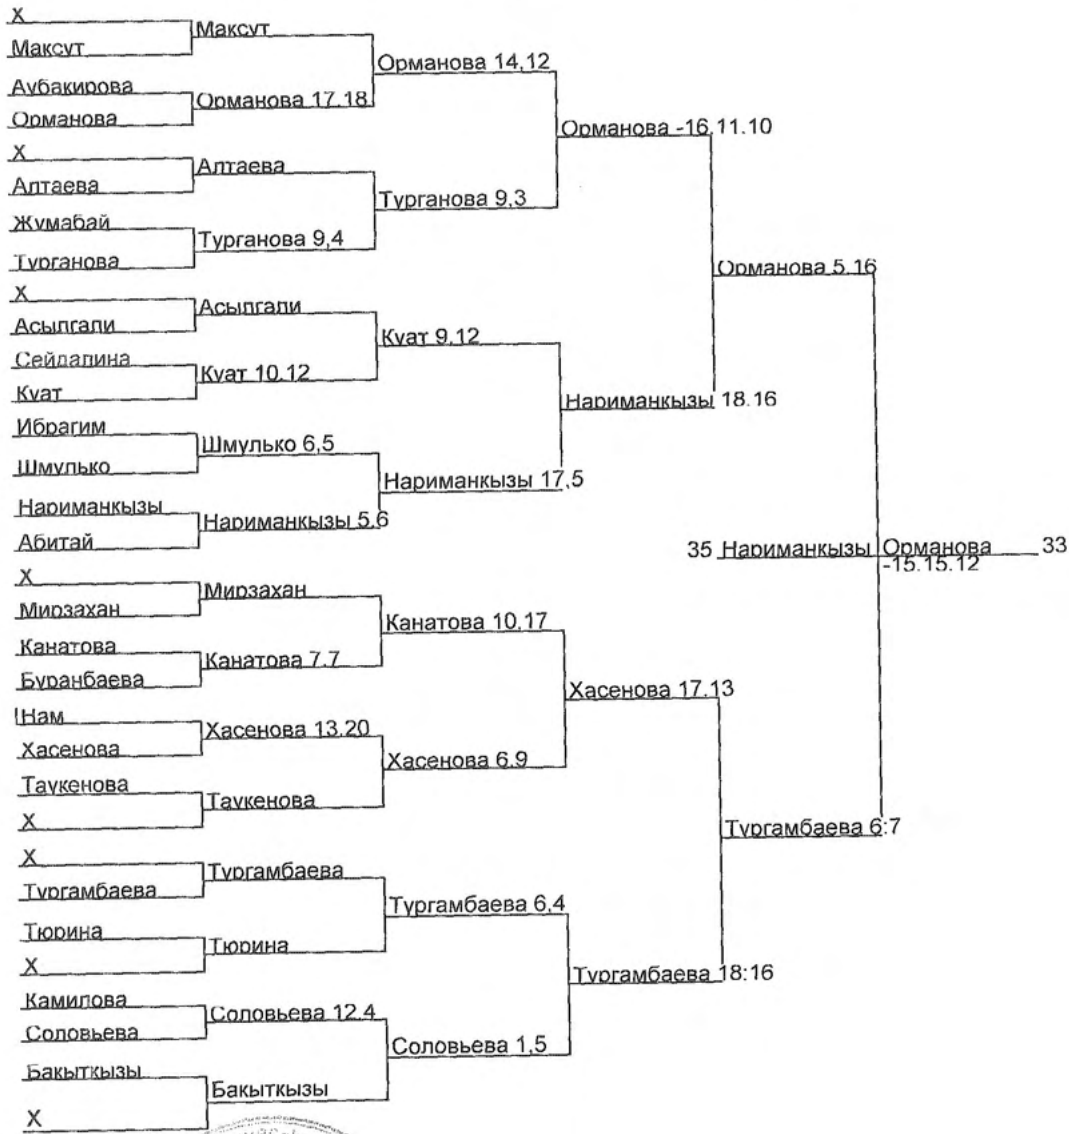 X
Максут
Максут
Орманова 14,12
Аубакирова
Орманова 17,18
Орманова
Орманова -16,11,10
X
Алтаева
Алтаева
Турганова 9,3
Жумабай
Турганова 9,4
Турганова
Орманова 5,16
X
Асылгали
Асылгали
Куат 9,12
Сейдалина
Куат 10,12
Куат
Нариманкызы 18.16
Ибрагим
Шмулько 6,5
Шмулько
Нариманкызы 17,5
Нариманкызы
Нариманкызы 5,6
Абитай
35 Нариманкызы Орманова 33
-15.15.12
X
Мирзахан
Мирзахан
Канатова 10,17
Канатова
Канатова 7,7
Буранбаева
Хасенова 17.13
Нам
Хасенова 13,20
Хасенова
Хасенова 6,9
Таукенова
Таукенова
X
Тургамбаева 6:7
X
Тургамбаева
Тургамбаева
Тургамбаева 6,4
Тюрина
Тюрина
X
Тургамбаева 18:16
Камилова
Соловьева 12,4
Соловьева
Соловьева 1,5
Бакыткызы
Бакыткызы
X